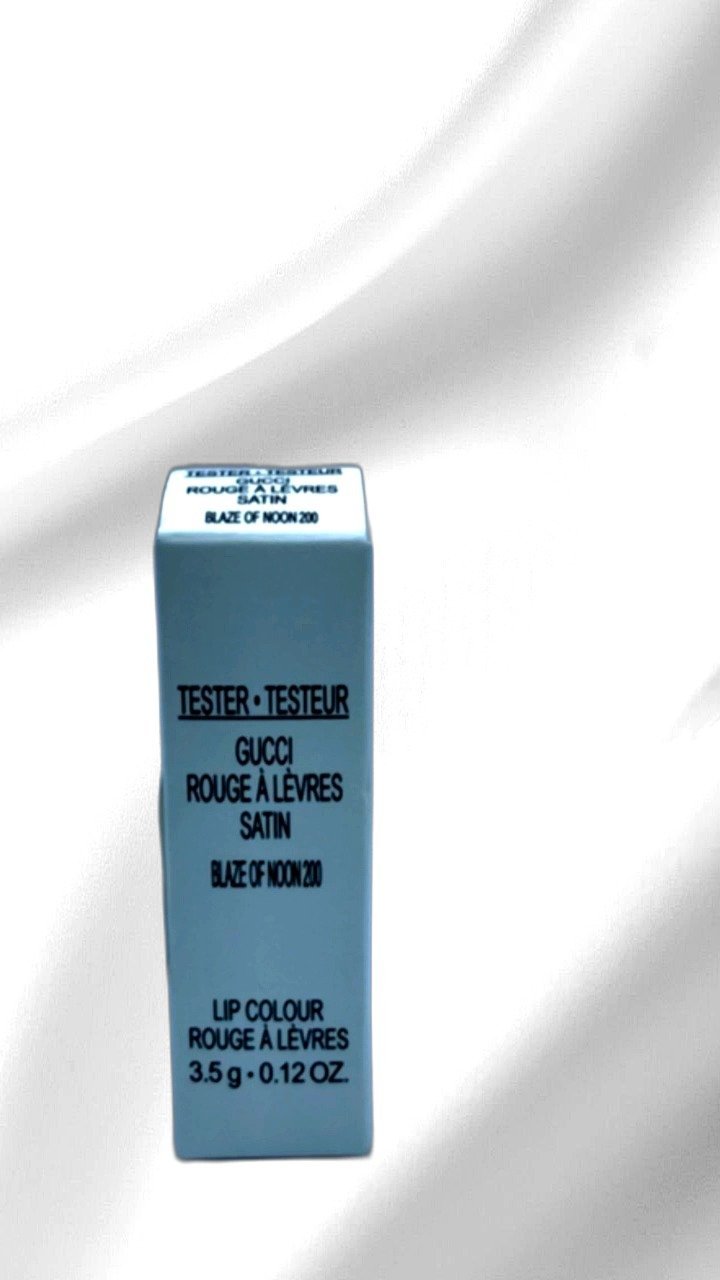 TESTER • TESTEUR
GUCCI
ROUGE À LÈVRES
SATIN
BLAZE OF NOON 200
TESTER • TESTEUR
GUCCI
ROUGE À LÈVRES
SATIN
BLAZE OF NOON 200
LIP COLOUR
ROUGE À LÈVRES
3.5 g • 0.12 OZ.